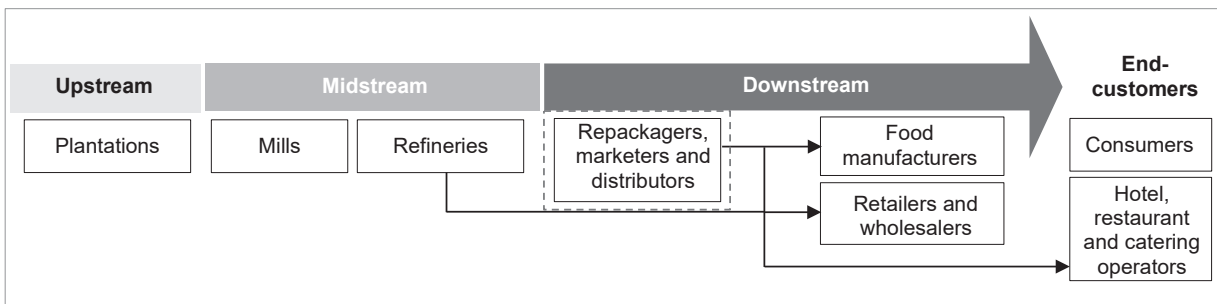 Upstream
Midstream
Downstream
End-
customers
Plantations
Mills
Refineries
Repackagers,
marketers and
distributors
Food
manufacturers
Retailers and
wholesalers
Consumers
Hotel,
restaurant
and catering
operators